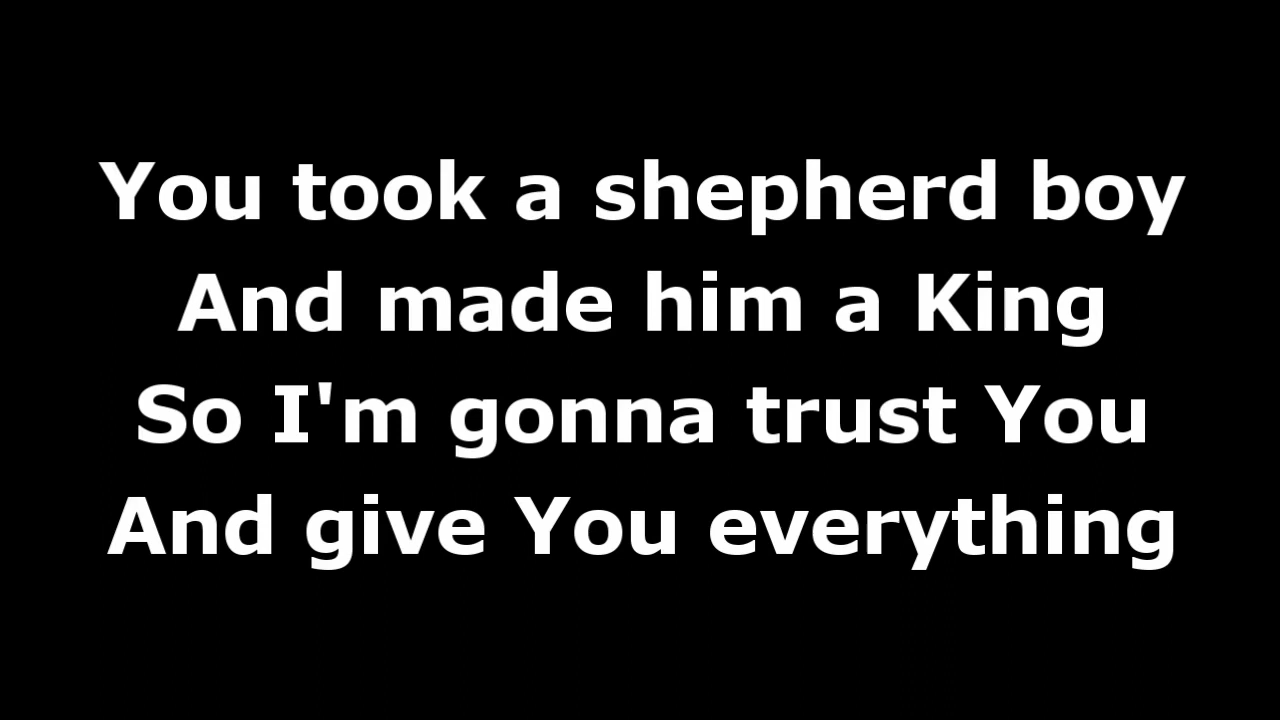 You took a shepherd boy
And made him a King
So I'm gonna trust You
And give You everything